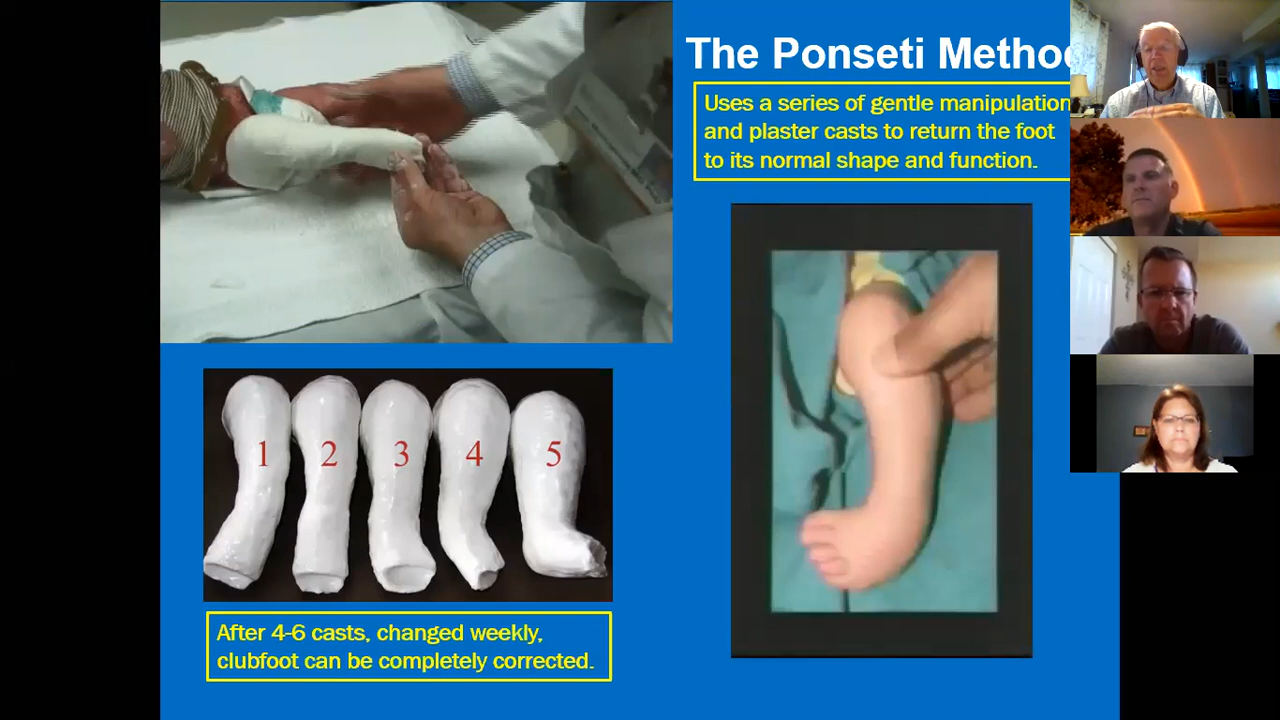 The Ponseti Metho
Uses a series of gentle manipulation
and plaster casts to return the foot
to its normal shape and function.
1 2 3 4 5
After 4-6 casts, changed weekly,
clubfoot can be completely corrected.